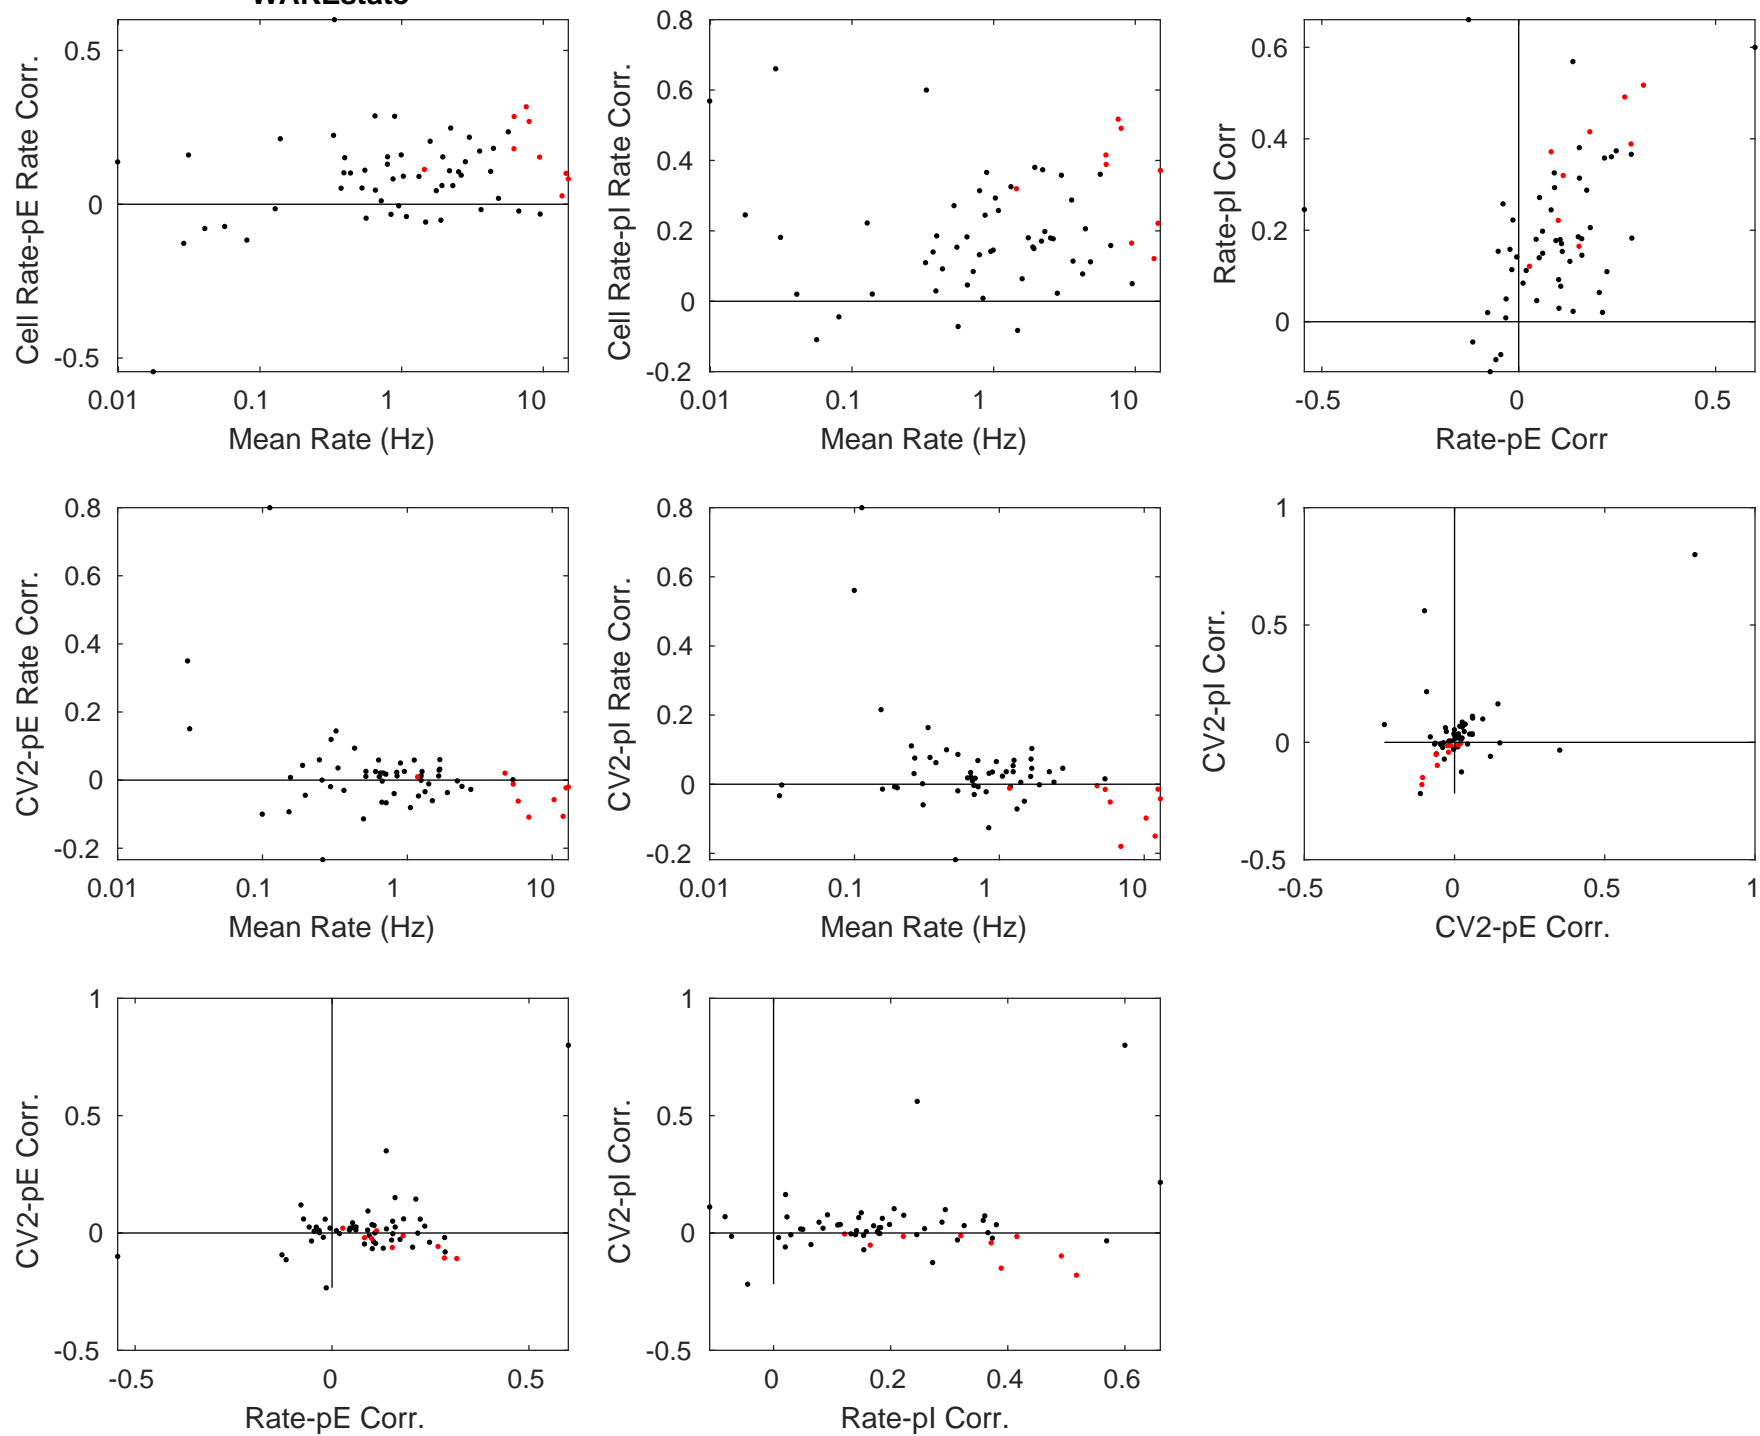 0.5
0
-0.5
Cell Rate-pE Rate Corr.
0.01 0.1 1 10
Mean Rate (Hz)
0.8
0.6
0.4
0.2
0
-0.2
Cell Rate-pI Rate Corr.
0.01 0.1 1 10
Mean Rate (Hz)
0.6
0.4
0.2
0
Rate-pI Corr
-0.5 0 0.5
Rate-pE Corr
0.8
0.6
0.4
0.2
0
-0.2
CV2-pE Rate Corr.
0.01 0.1 1 10
Mean Rate (Hz)
0.8
0.6
0.4
0.2
0
-0.2
CV2-pI Rate Corr.
0.01 0.1 1 10
Mean Rate (Hz)
1
0.5
0
-0.5
CV2-pI Corr.
-0.5 0 0.5 1
CV2-pE Corr.
1
0.5
0
-0.5
CV2-pE Corr.
-0.5 0 0.5
Rate-pE Corr.
1
0.5
0
-0.5
CV2-pI Corr.
0 0.2 0.4 0.6
Rate-pI Corr.